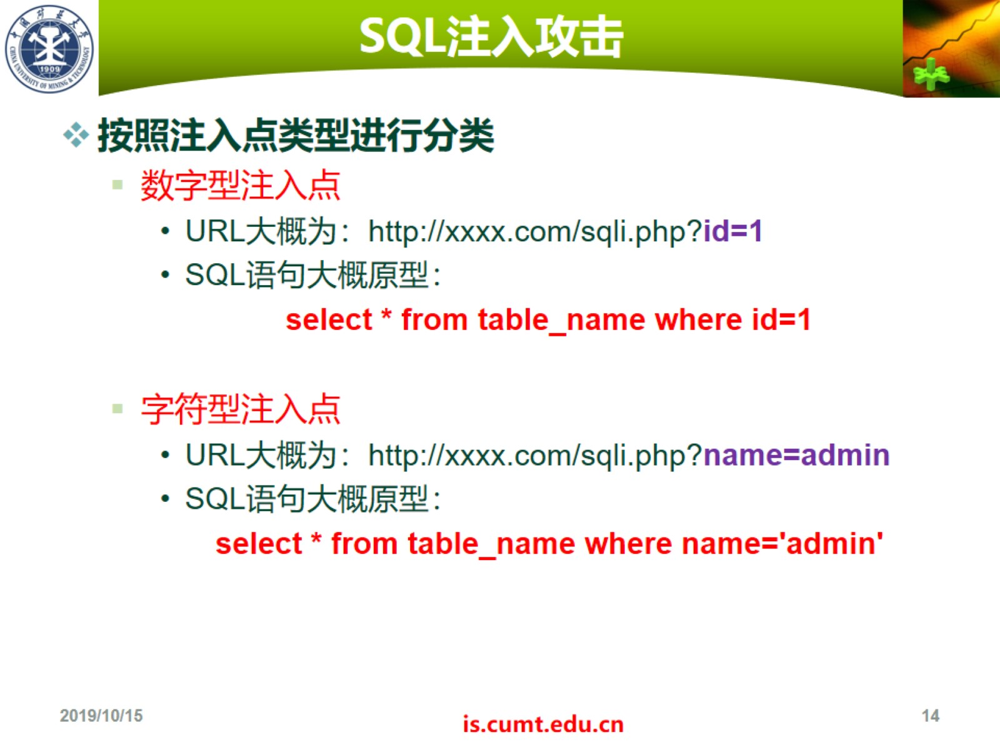 SQL注入攻击
中国矿业大学
1909
CHINA UNIVERSITY OF MINING & TECHNOLOGY
按照注入点类型进行分类
数字型注入点
• URL大概为：http://xxxx.com/sqli.php?id=1
• SQL语句大概原型：
select * from table_name where id=1
字符型注入点
• URL大概为：http://xxxx.com/sqli.php?name=admin
• SQL语句大概原型：
select * from table_name where name='admin'
2019/10/15
is.cumt.edu.cn
14